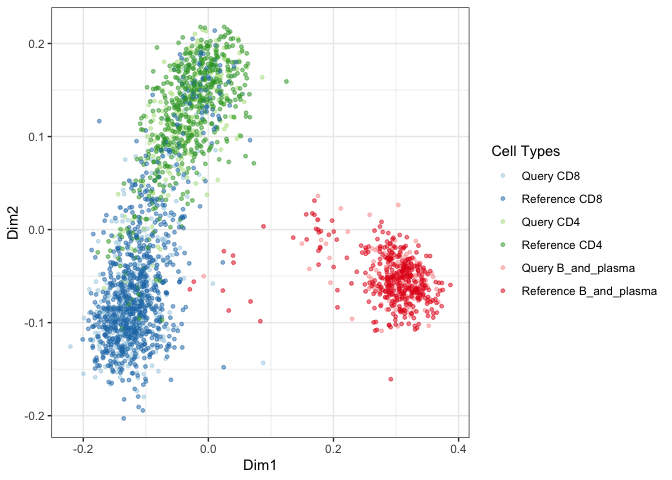 0.2
0.1
0.0
-0.1
-0.2
Dim2
-0.2
0.0
0.2
0.4
Dim1
Cell Types
Query CD8
Reference CD8
Query CD4
Reference CD4
Query B_and_plasma
Reference B_and_plasma